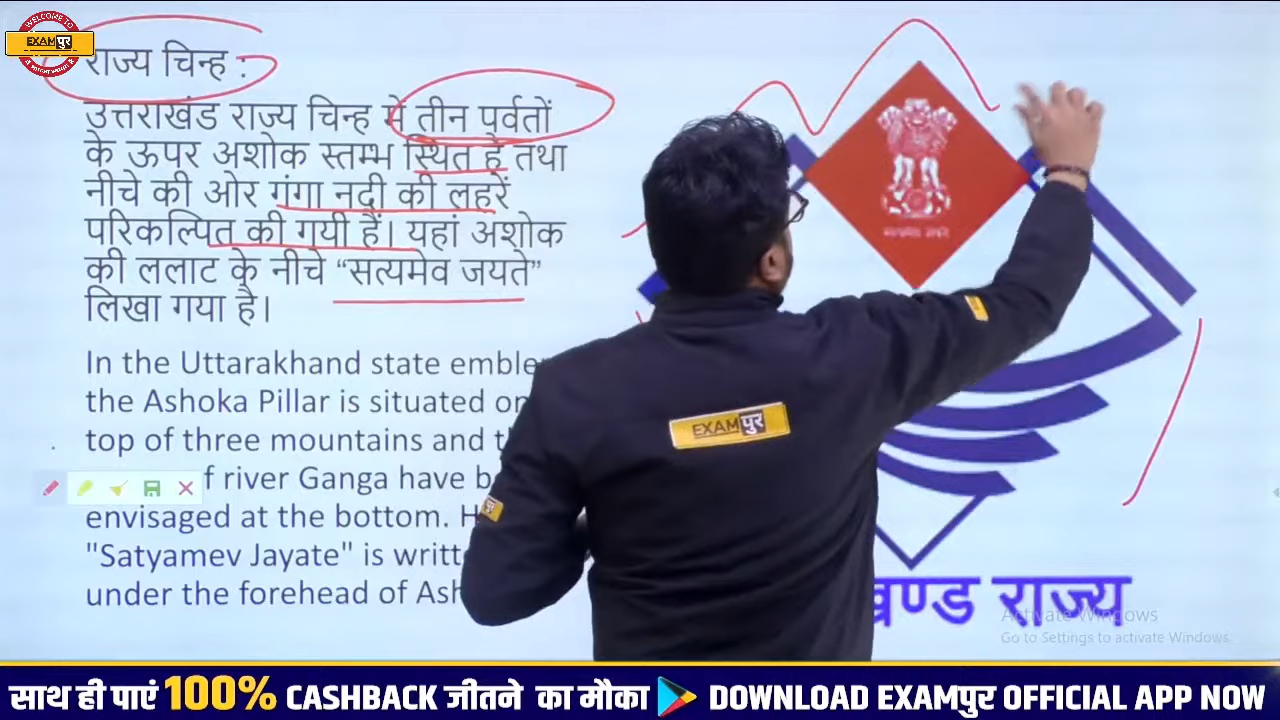 WELCOME TO
EXAMपुर
राज्य चिन्ह :
उत्तराखंड राज्य चिन्ह में तीन पर्वतों
के ऊपर अशोक स्तम्भ स्थित है तथा
नीचे की ओर गंगा नदी की लहरें
परिकल्पित की गयी हैं। यहां अशोक
की ललाट के नीचे “सत्यमेव जयते”
लिखा गया है।
In the Uttarakhand state emble
the Ashoka Pillar is situated on
top of three mountains and t
f river Ganga have b
envisaged at the bottom. H
"Satyamev Jayate" is writt
under the forehead of Ash
EXAMपुर
पुर
खण्ड राज्य
Activate Windows
Go to Settings to activate Windows.
साथ ही पाएं 100% CASHBACK जीतने का मौका DOWNLOAD EXAMपुर OFFICIAL APP NOW